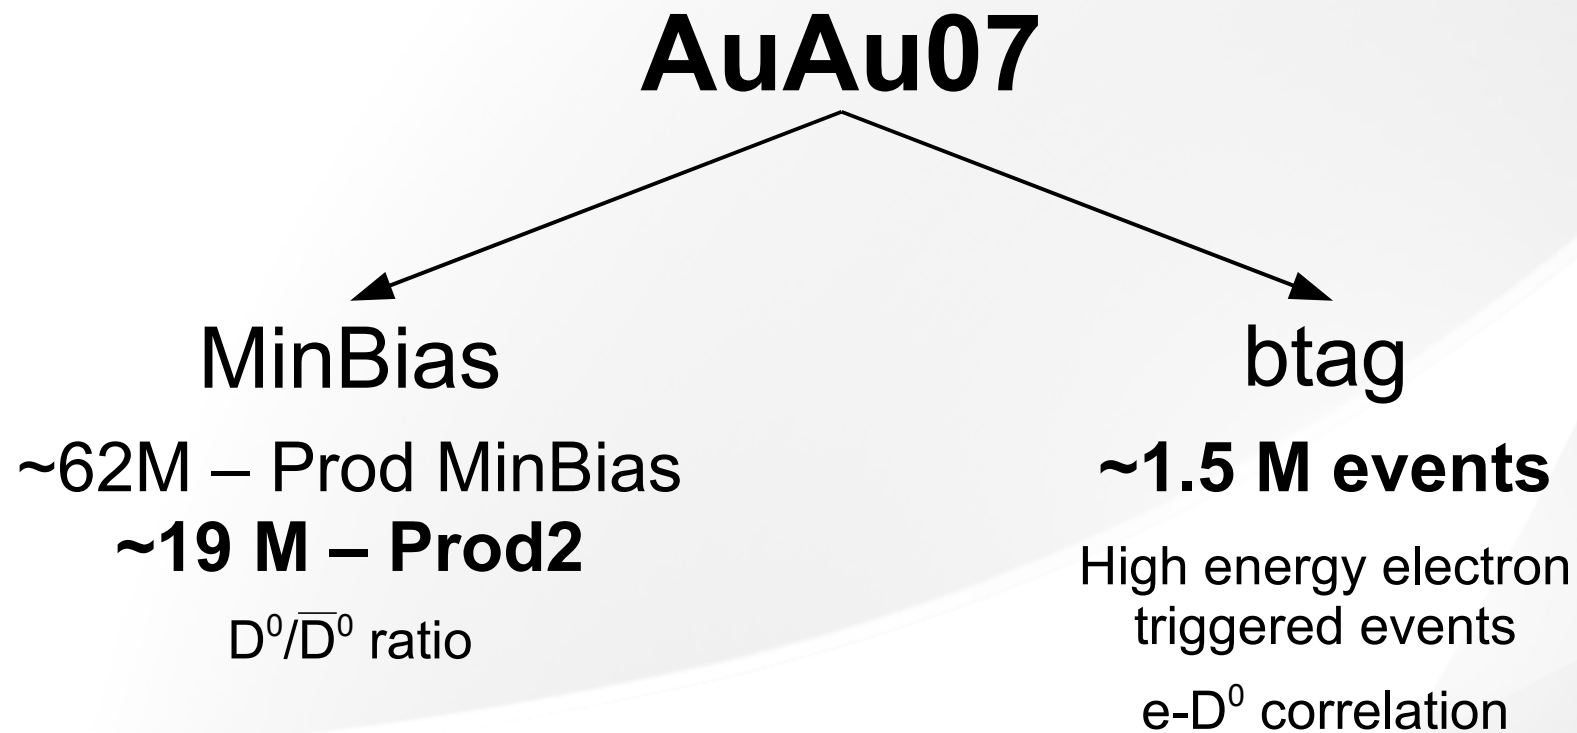 AuAu07
MinBias
~62M – Prod MinBias
~19 M – Prod2
D⁰/D̅⁰ ratio
btag
~1.5 M events
High energy electron
triggered events
e-D⁰ correlation